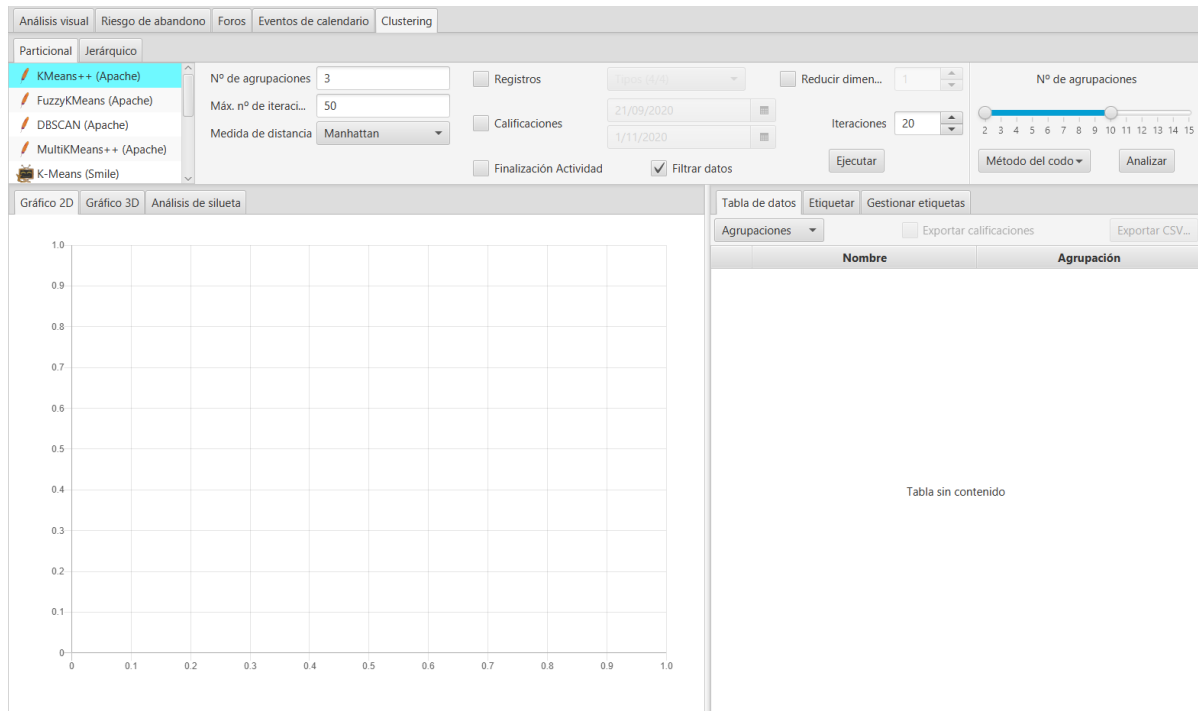 Análisis visual Riesgo de abandono Foros Eventos de calendario Clustering
Particional Jerárquico
KMeans++ (Apache)
FuzzyKMeans (Apache)
DBSCAN (Apache)
MultiKMeans++ (Apache)
K-Means (Smile)
Nº de agrupaciones 3
Máx. nº de iteraci... 50
Medida de distancia Manhattan
Registros Tipos (4/4)
Calificaciones 21/09/2020
1/11/2020
Finalización Actividad Filtrar datos
Reducir dimen... 1
Iteraciones 20
Ejecutar
Nº de agrupaciones
2 3 4 5 6 7 8 9 10 11 12 13 14 15
Método del codo Analizar
Gráfico 2D Gráfico 3D Análisis de silueta
1.0
0.9
0.8
0.7
0.6
0.5
0.4
0.3
0.2
0.1
0
0 0.1 0.2 0.3 0.4 0.5 0.6 0.7 0.8 0.9 1.0
Tabla de datos Etiquetar Gestionar etiquetas
Agrupaciones Exportar calificaciones Exportar CSV...
Nombre Agrupación
Tabla sin contenido